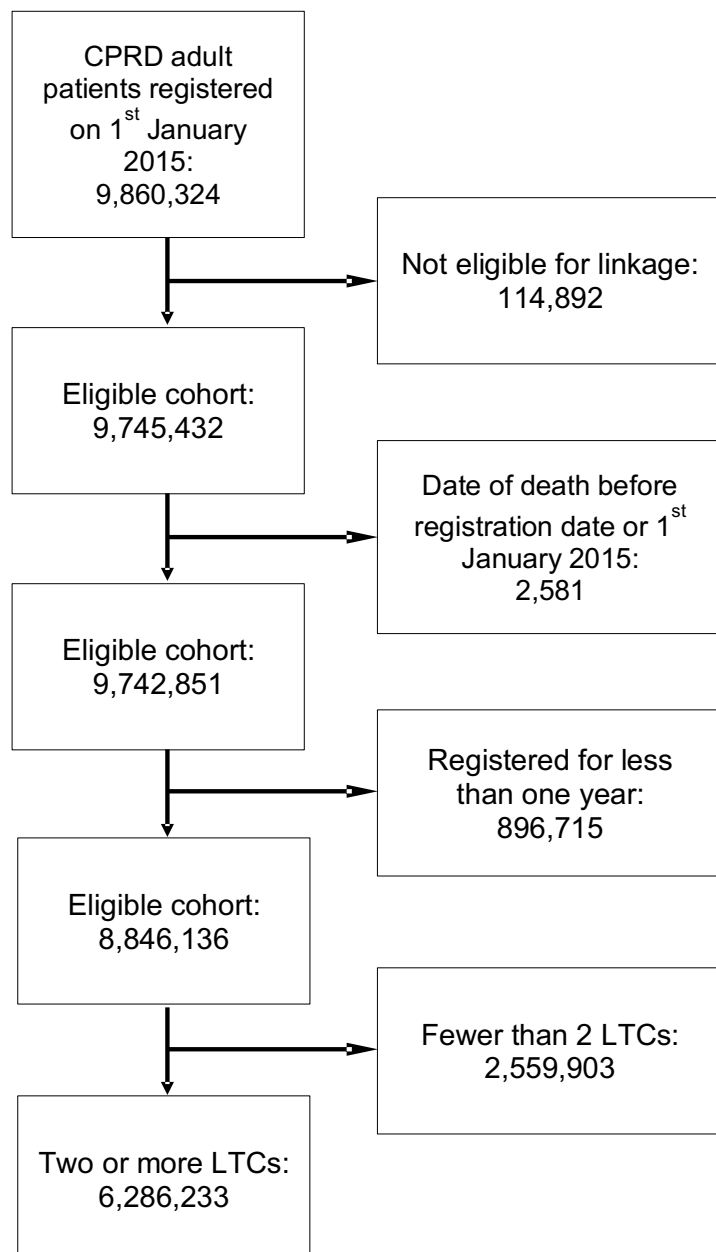 CPRD adult
patients registered
on 1st January
2015:
9,860,324
Not eligible for linkage:
114,892
Eligible cohort:
9,745,432
Date of death before
registration date or 1st
January 2015:
2,581
Eligible cohort:
9,742,851
Registered for less
than one year:
896,715
Eligible cohort:
8,846,136
Fewer than 2 LTCs:
2,559,903
Two or more LTCs:
6,286,233